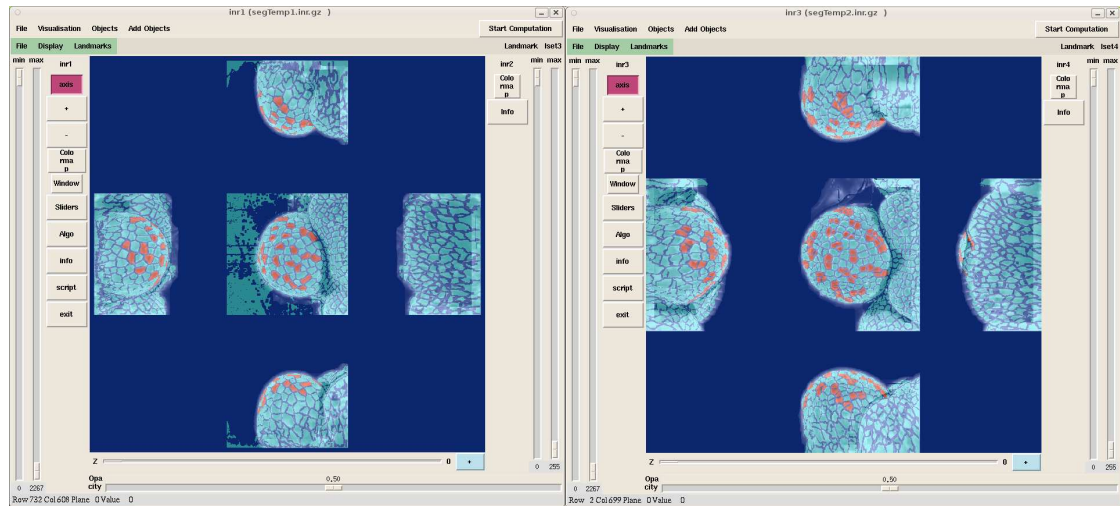 inr1 (segTemp1.inr.gz )
File Visualisation Objects Add Objects Start Computation
File Display Landmarks Landmark lset3
min max inr1 inr2 min max
axis
Colo
rma
p
+
Info
-
Colo
rma
p
Window
Sliders
Algo
info
script
exit
Z 0 +
0 2267 0 255
Opa
city
0,50
Row 732 Col 608 Plane 0 Value 0
inr3 (segTemp2.inr.gz )
File Visualisation Objects Add Objects Start Computation
File Display Landmarks Landmark lset4
min max inr3 inr4 min max
axis
Colo
rma
p
+
Info
-
Colo
rma
p
Window
Sliders
Algo
info
script
exit
Z 0 +
0 2267 0 255
Opa
city
0,50
Row 2 Col 699 Plane 0 Value 0